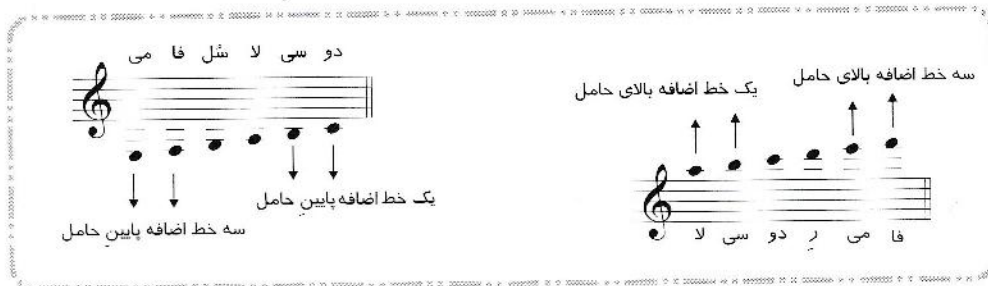 می فا سُل لا سی دو
یک خط اضافه پایینِ حامل
سه خط اضافه پایینِ حامل
سه خط اضافه بالای حامل
یک خط اضافه بالای حامل
لا سی دو رِ می فا